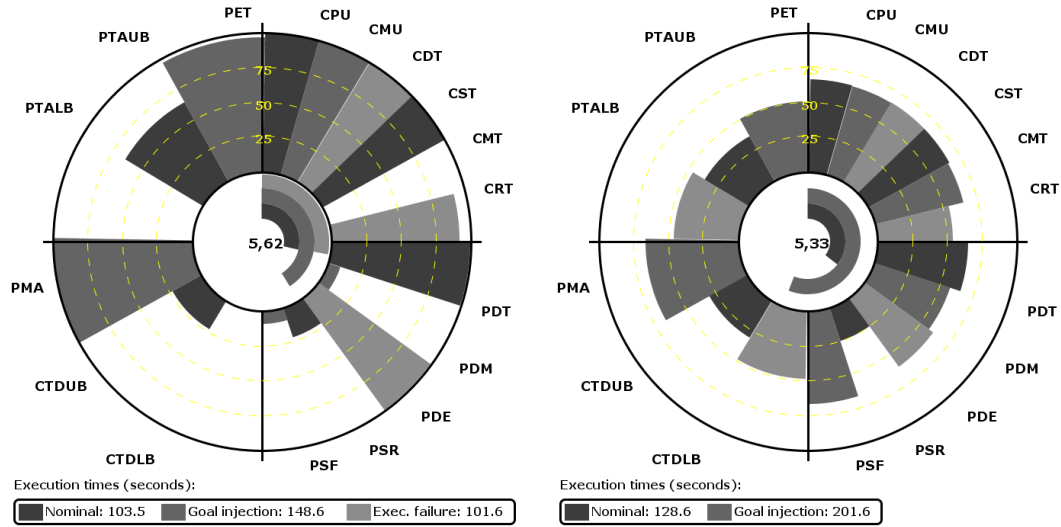 PET
CPU
CMU
CDT
CST
CMT
CRT
PDT
PDM
PDE
PSR
PSF
CTDLB
CTDUB
PMA
PTALB
PTAUB
75
50
25
5,62
Execution times (seconds):
Nominal: 103.5 Goal injection: 148.6 Exec. failure: 101.6
PET
CPU
CMU
CDT
CST
CMT
CRT
PDT
PDM
PDE
PSR
PSF
CTDLB
CTDUB
PMA
PTALB
PTAUB
75
50
25
5,33
Execution times (seconds):
Nominal: 128.6 Goal injection: 201.6